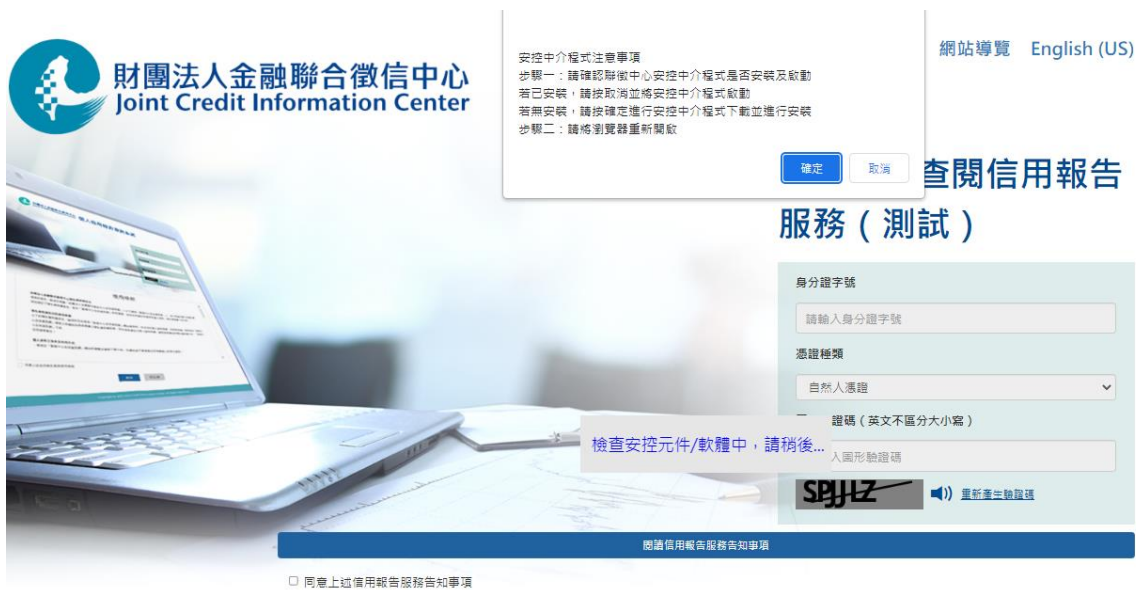 財團法人金融聯合徵信中心
Joint Credit Information Center
網站導覽 English (US)
安控中介程式注意事項
步驟一：請確認聯徵中心安控中介程式是否安裝及啟動
若已安裝，請按取消並將安控中介程式啟動
若無安裝，請按確定進行安控中介程式下載並進行安裝
步驟二：請將瀏覽器重新開啟
確定 取消
查閱信用報告
服務（測試）
身分證字號
請輸入身分證字號
憑證種類
自然人憑證
證碼（英文不區分大小寫）
檢查安控元件/軟體中，請稍後...
入圖形驗證碼
SPJJLZ
重新產生驗證碼
閱讀信用報告服務告知事項
同意上述信用報告服務告知事項